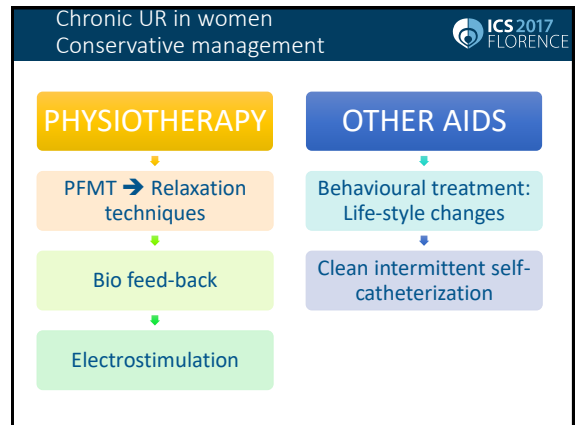 Chronic UR in women
Conservative management
ICS 2017
FLORENCE
PHYSIOTHERAPY
PFMT ➔ Relaxation
techniques
Bio feed-back
Electrostimulation
OTHER AIDS
Behavioural treatment:
Life-style changes
Clean intermittent self-
catheterization